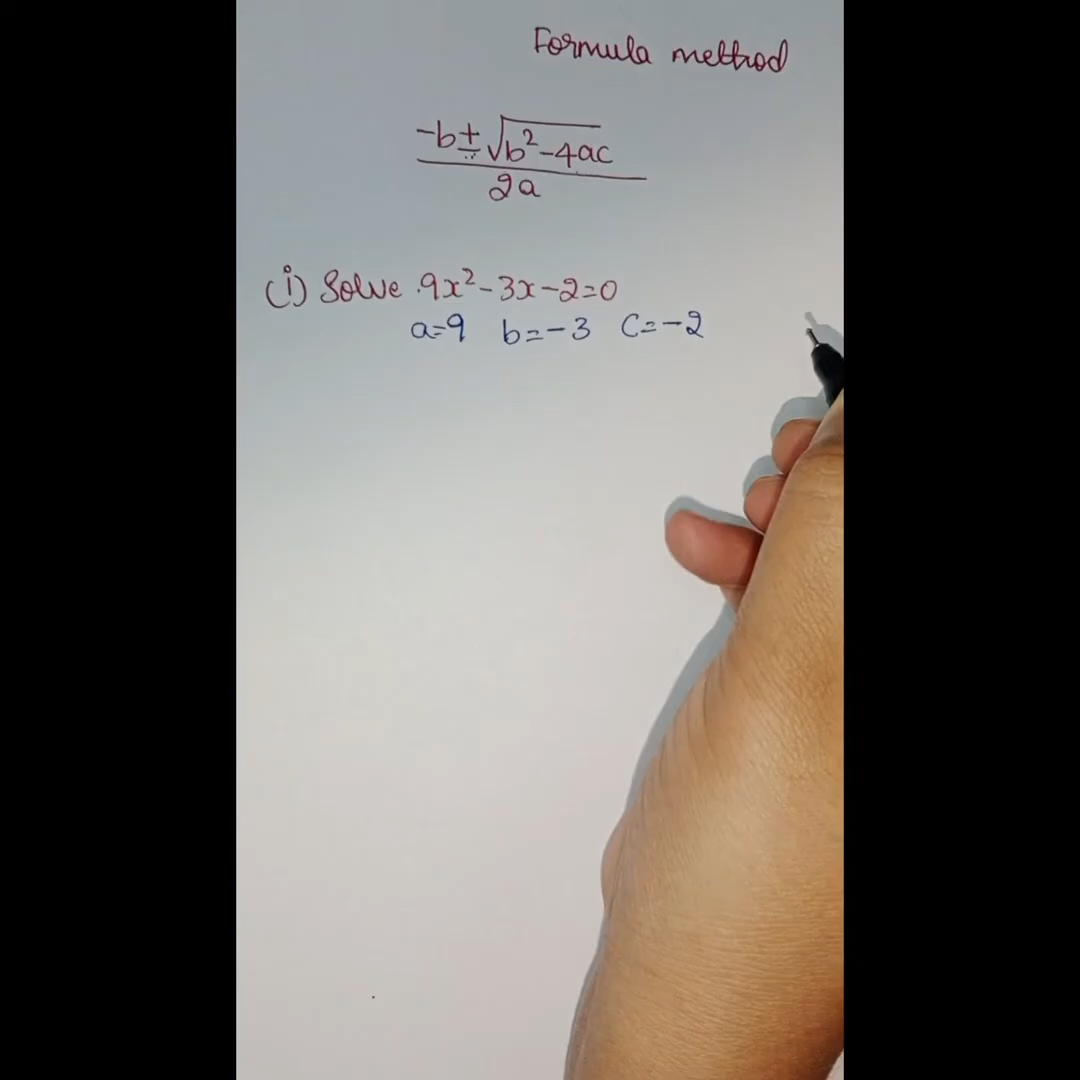 Formula method
-b ± √b² - 4ac
2a
(i) Solve 9x² - 3x - 2 = 0
a = 9 b = -3 c = -2